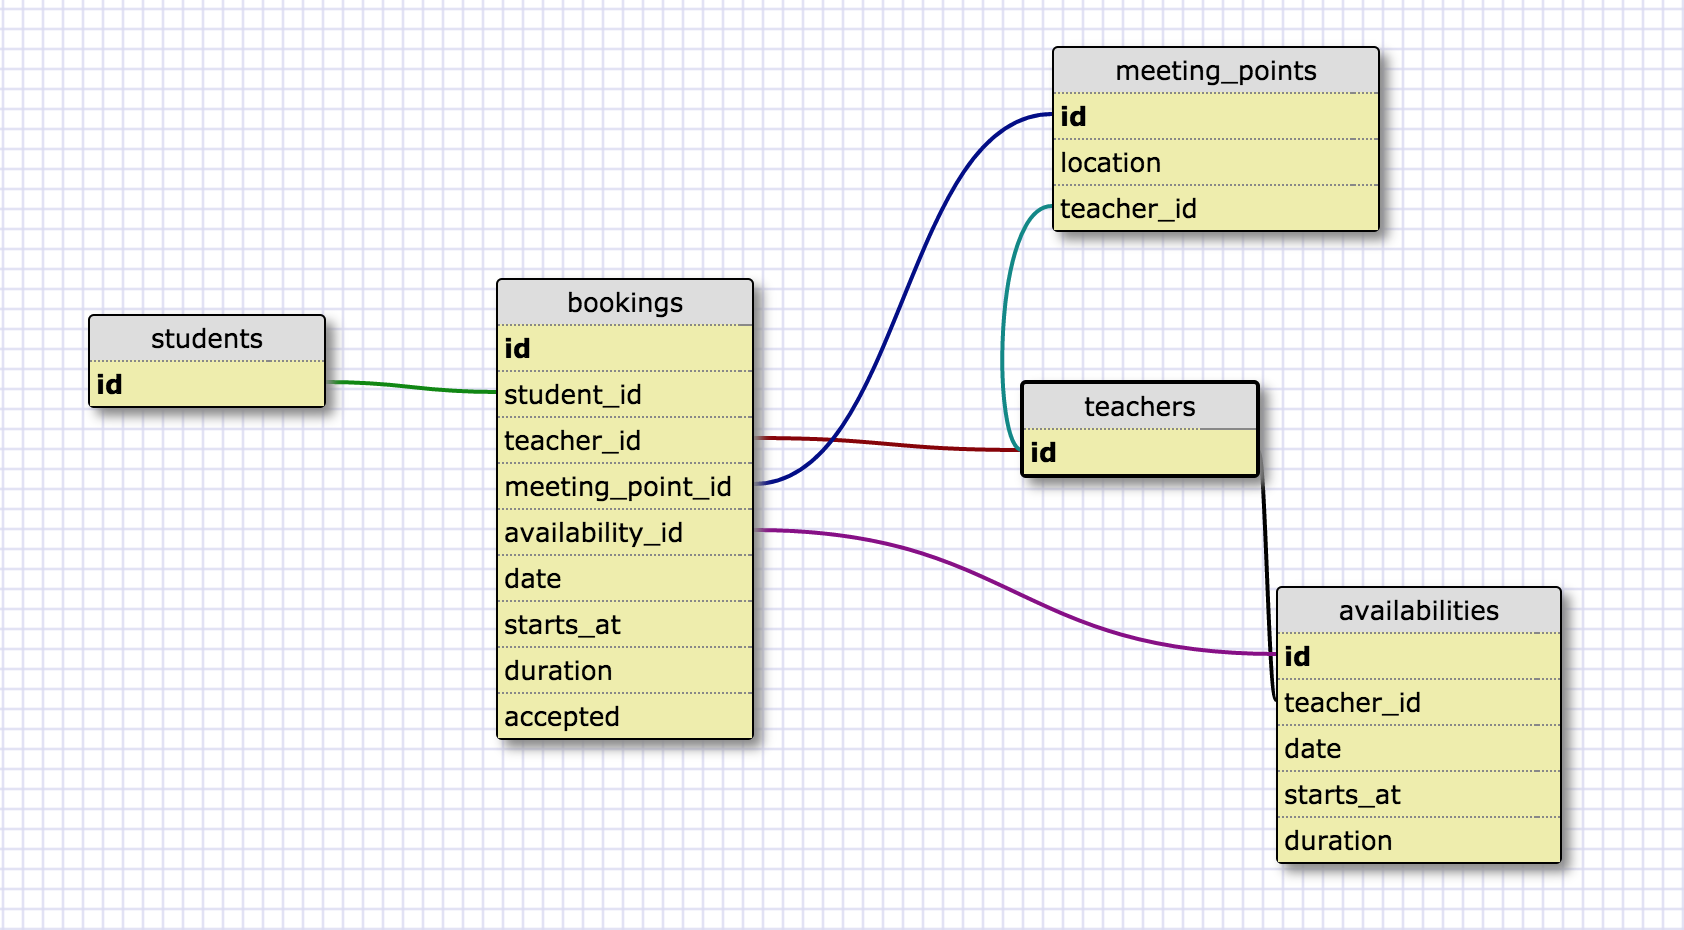 students
id
bookings
id
student_id
teacher_id
meeting_point_id
availability_id
date
starts_at
duration
accepted
meeting_points
id
location
teacher_id
teachers
id
availabilities
id
teacher_id
date
starts_at
duration